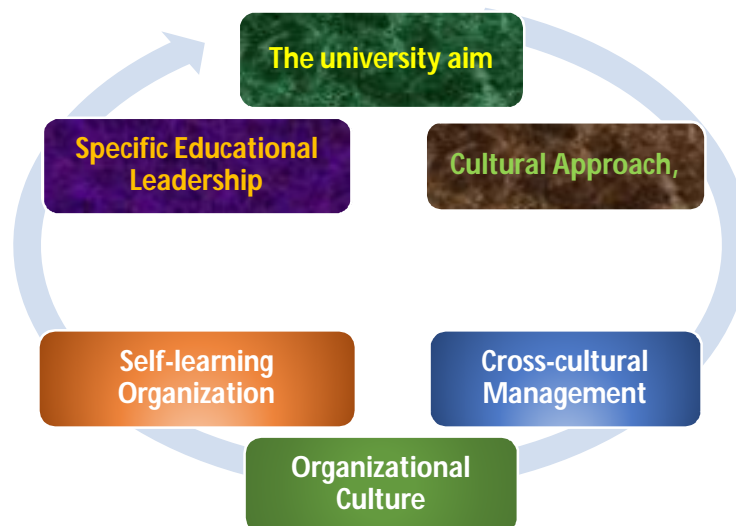 The university aim
Specific Educational
Leadership
Cultural Approach,
Self-learning
Organization
Cross-cultural
Management
Organizational
Culture